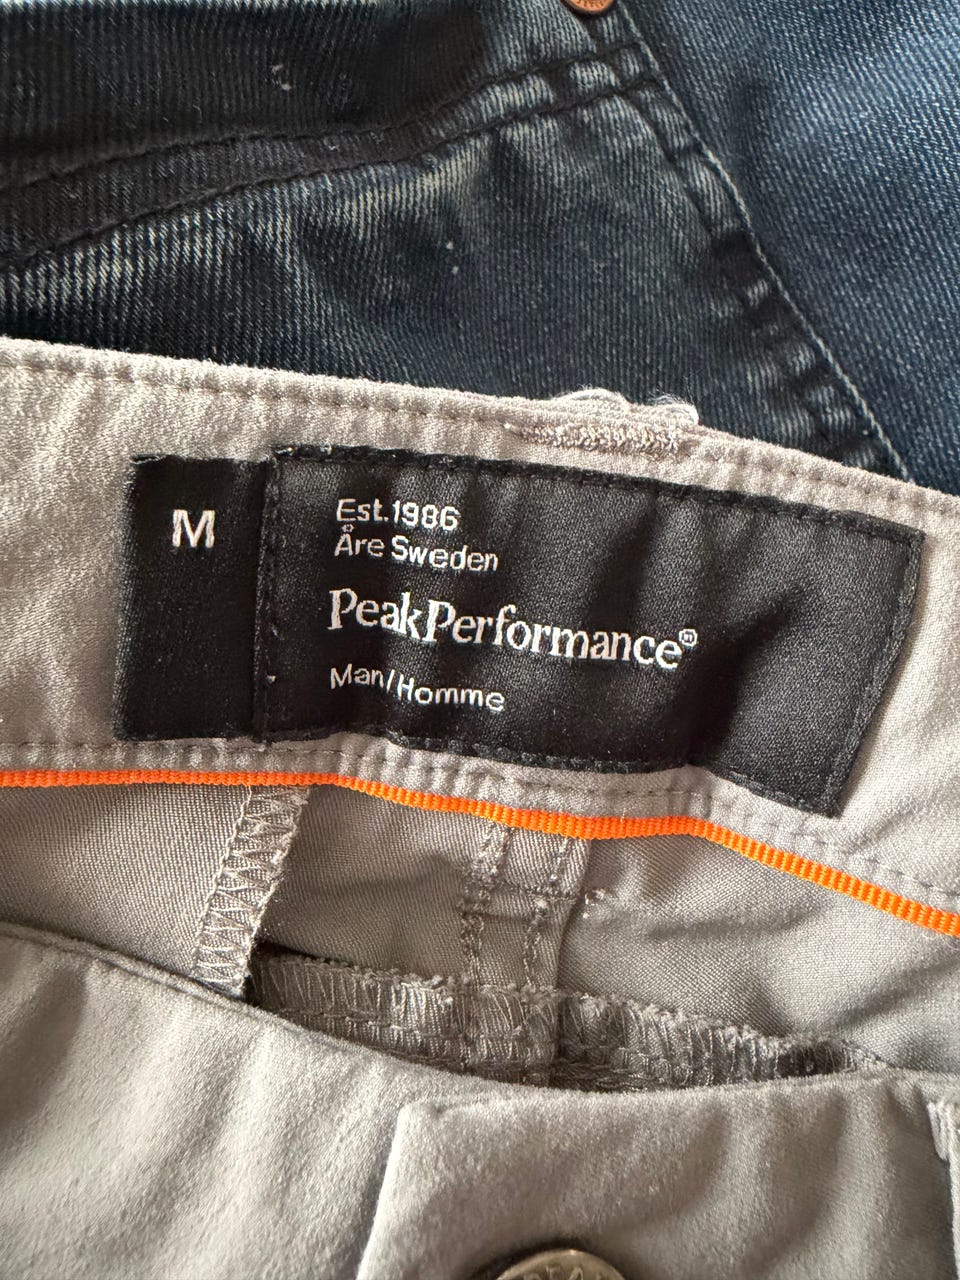 M
Est.1986
Åre Sweden
PeakPerformance®
Man/Homme